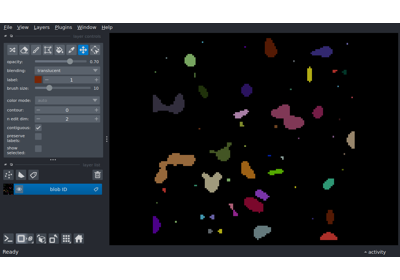 File View Layers Plugins Window Help
opacity: 0.70
blending: translucent
label: 1
brush size: 10
color mode:
contour: 0
n edit dim: 2
contiguous:
preserve labels:
show selected:
blob ID
Ready
activity